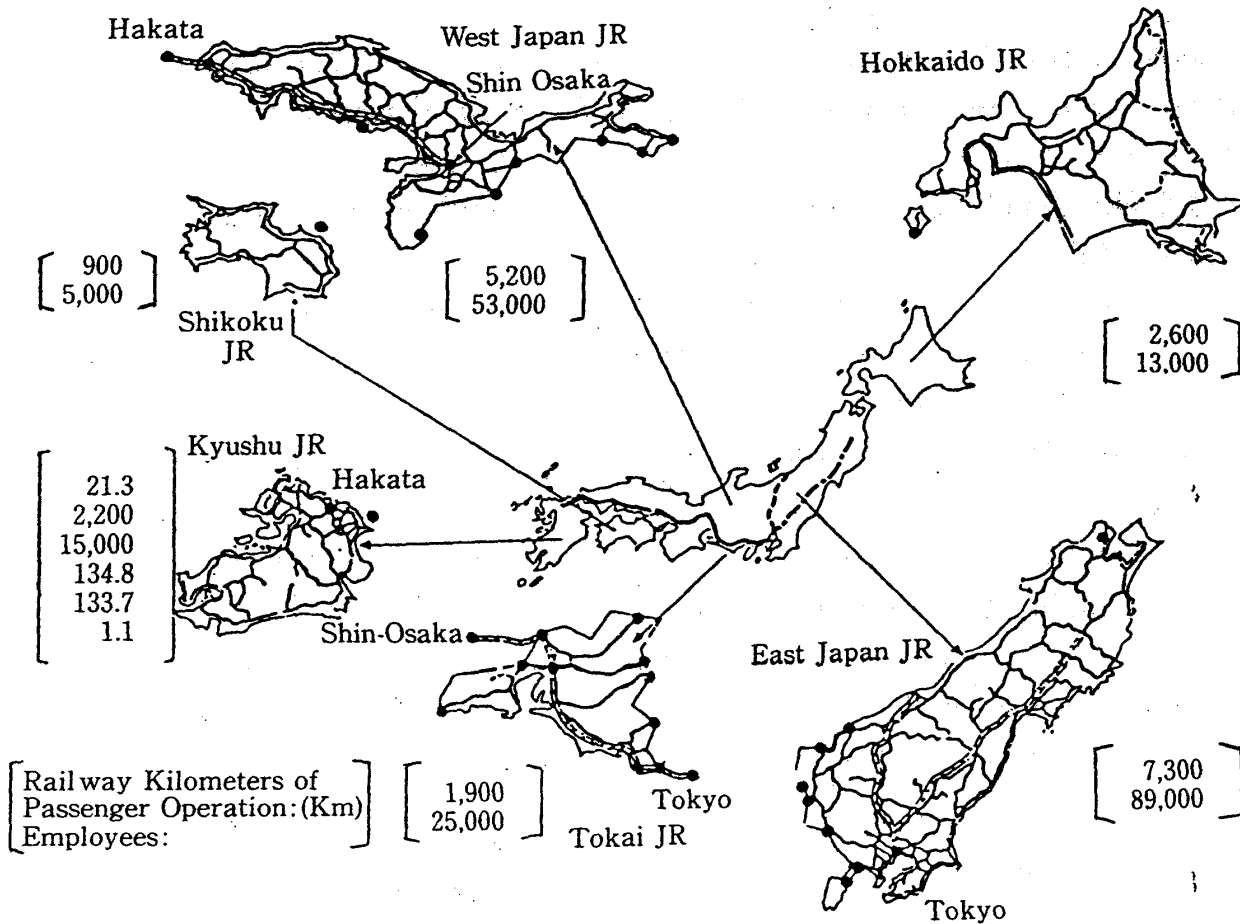 Hakata
West Japan JR
Shin Osaka
Hokkaido JR
900
5,000
5,200
53,000
Shikoku
JR
2,600
13,000
Kyushu JR
Hakata
21.3
2,200
15,000
134.8
133.7
1.1
Shin-Osaka
East Japan JR
Railway Kilometers of
Passenger Operation:(Km)
Employees:
1,900
25,000
Tokyo
Tokai JR
7,300
89,000
Tokyo